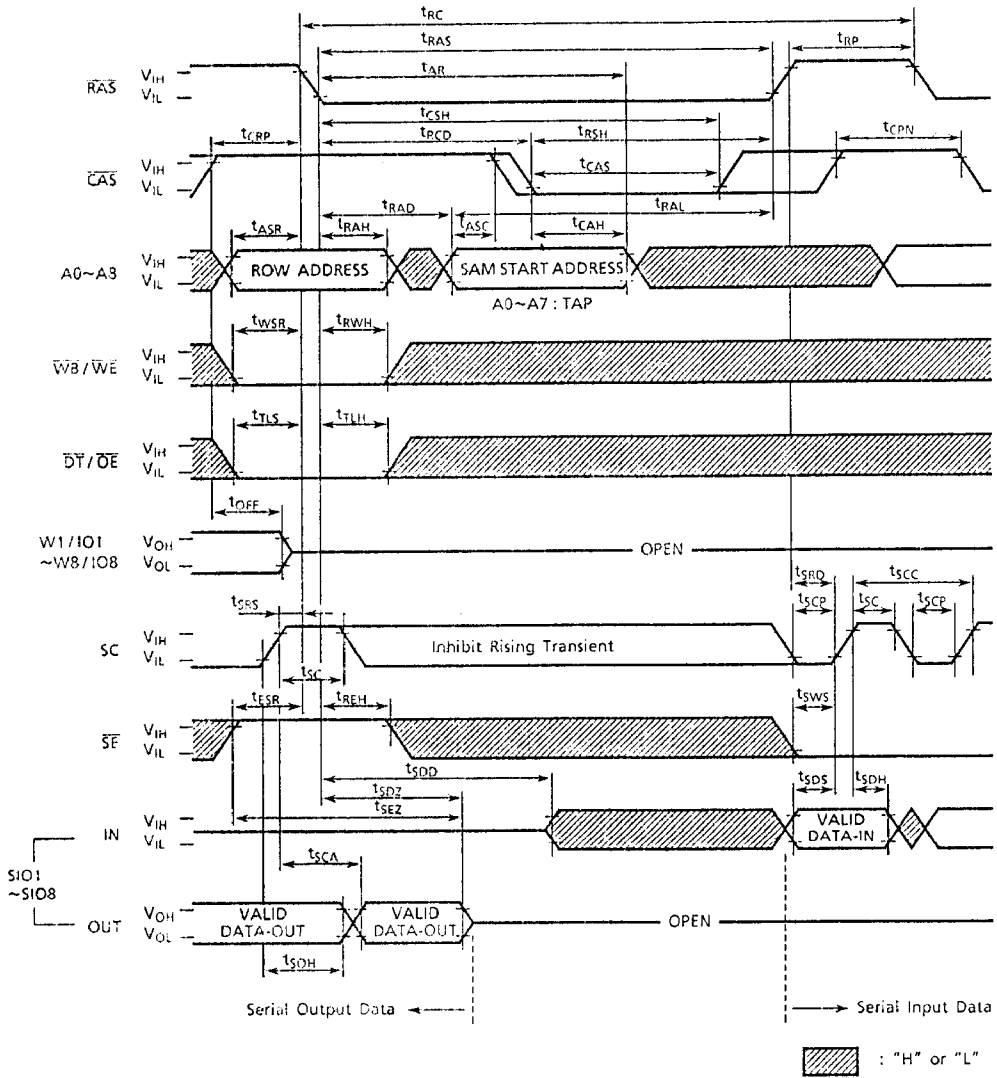 tRC
tRAS
tRP
tAR
RAS
VIH
VIL
tCSH
tCRP
tRCD
tRSH
tCPN
CAS
VIH
VIL
tCAS
tRAD
tRAL
tASR
tRAH
tASC
tCAH
A0~A8
VIH
VIL
ROW ADDRESS
SAM START ADDRESS
A0~A7 : TAP
tWSR
tRWH
WB/WE
VIH
VIL
tTLS
tTLH
DT/OE
VIH
VIL
tOFF
W1/IO1
~W8/IO8
VOH
VOL
OPEN
tSRD
tSCC
tSRS
tSCP
tSC
tSCP
SC
VIH
VIL
Inhibit Rising Transient
tSC
tESR
tREH
tSWS
SE
VIH
VIL
tSDD
tSDZ
tSEZ
tSDS
tSDH
IN
VIH
VIL
VALID
DATA-IN
tSCA
SIO1
~SIO8
OUT
VOH
VOL
VALID
DATA-OUT
VALID
DATA-OUT
OPEN
tSOH
Serial Output Data
Serial Input Data
: "H" or "L"